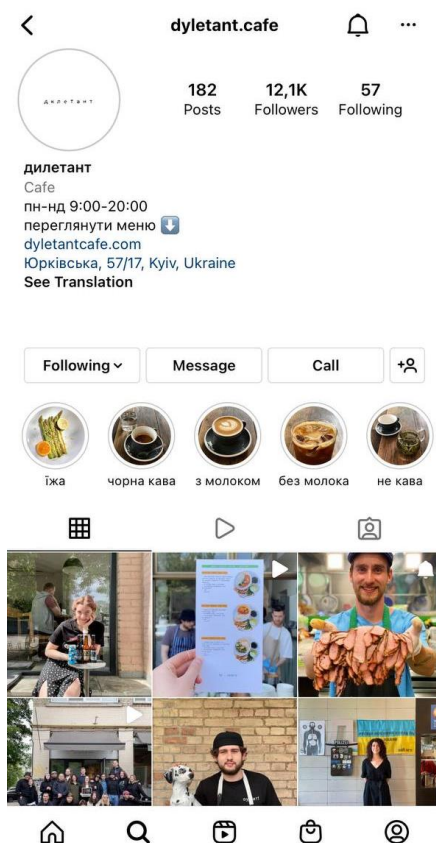 dyletant.cafe
дилетант
182 12,1K 57
Posts Followers Following
дилетант
Cafe
пн-нд 9:00-20:00
переглянути меню ⬇️
dyletantcafe.com
Юрківська, 57/17, Kyiv, Ukraine
See Translation
Following Message Call
їжа чорна кава з молоком без молока не кава